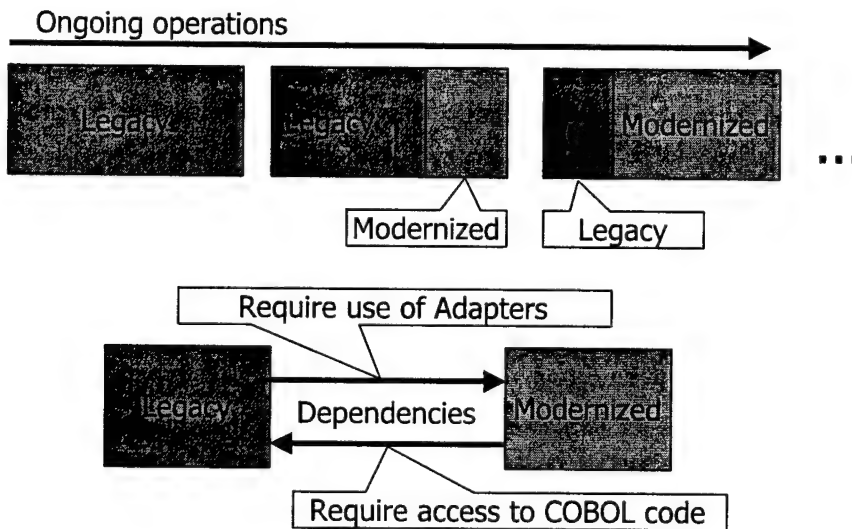 Ongoing operations
Legacy
Legacy
Modernized
...
Modernized
Legacy
Require use of Adapters
Legacy
Dependencies
Modernized
Require access to COBOL code